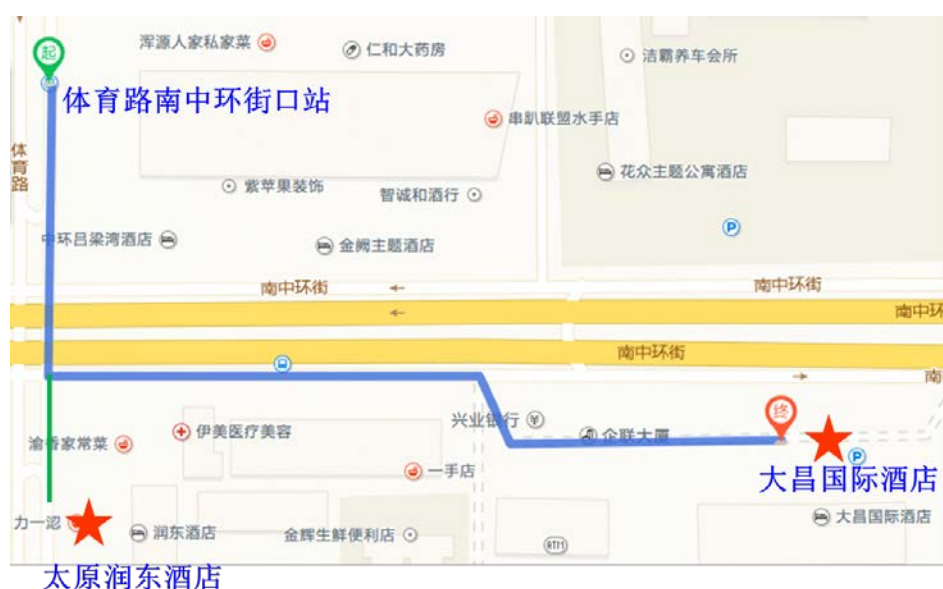 浑源人家私家菜
仁和大药房
洁霸养车会所
起
体育路南中环街口站
串趴联盟水手店
体育路
花众主题公寓酒店
紫苹果装饰
智诚和酒行
P
中环吕梁湾酒店
金阙主题酒店
南中环街
南中环街
南中环
南中环街
南
终
兴业银行
企联大厦
渝香家常菜
伊美医疗美容
P
一手店
大昌国际酒店
力一迢
润东酒店
金辉生鲜便利店
大昌国际酒店
ATM
太原润东酒店